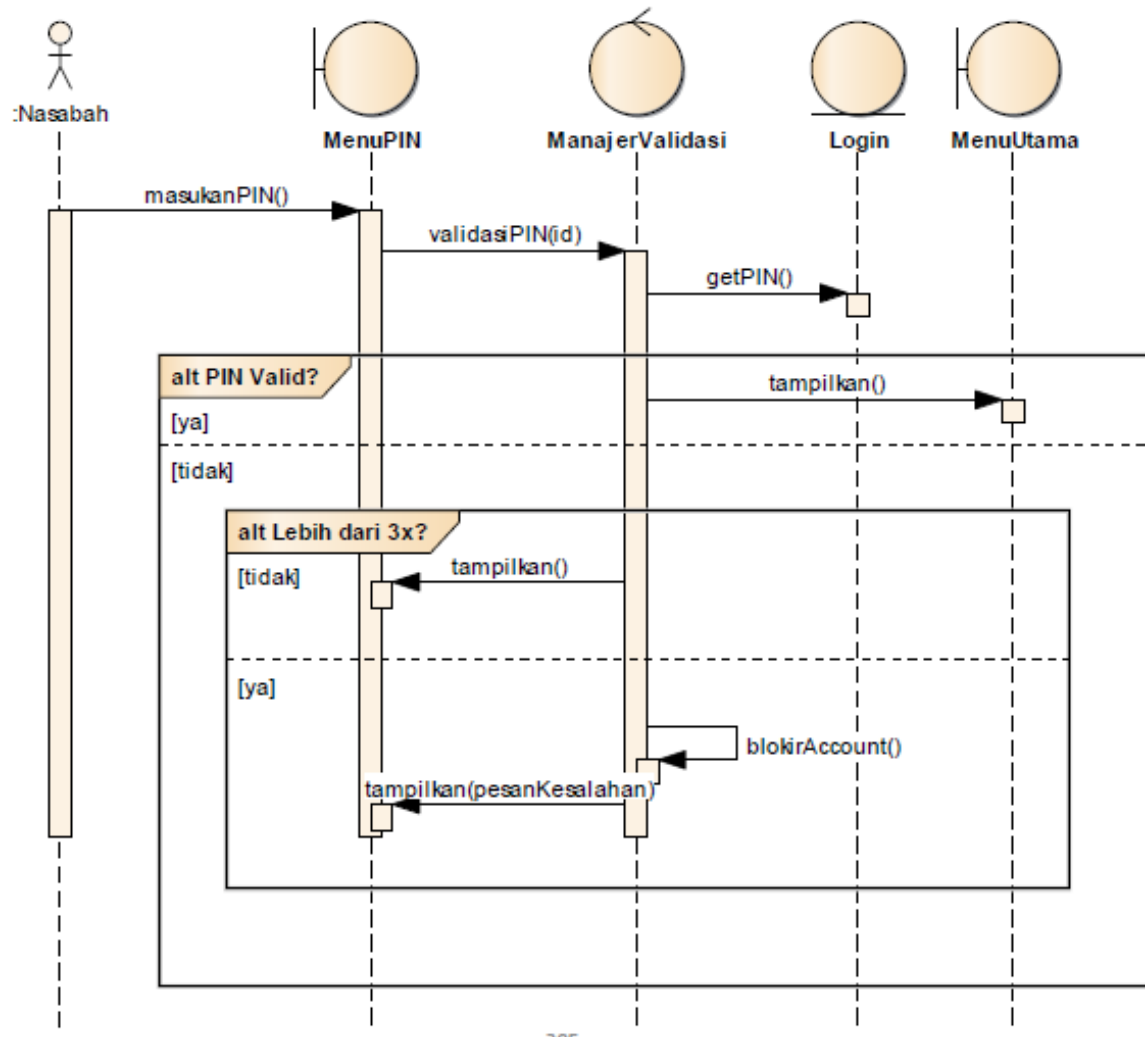 :Nasabah
MenuPIN
ManajerValidasi
Login
MenuUtama
masukanPIN()
validasiPIN(id)
getPIN()
alt PIN Valid?
tampilkan()
[ya]
[tidak]
alt Lebih dari 3x?
[tidak]
tampilkan()
[ya]
blokirAccount()
tampilkan(pesanKesalahan)